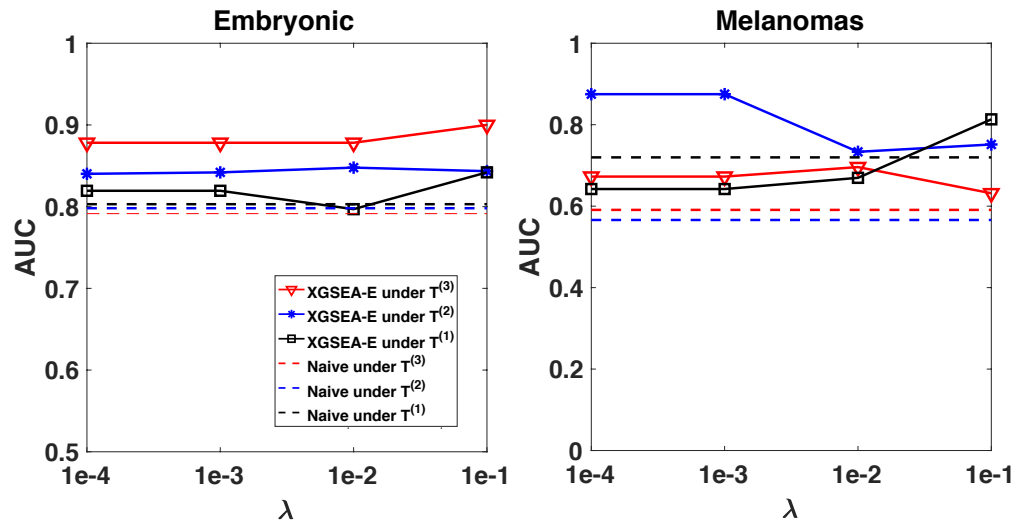 Embryonic
1
0.9
0.8
0.7
0.6
0.5
AUC
1e-4 1e-3 1e-2 1e-1
λ
XGSEA-E under T(3)
XGSEA-E under T(2)
XGSEA-E under T(1)
Naive under T(3)
Naive under T(2)
Naive under T(1)
Melanomas
1
0.8
0.6
0.4
0.2
0
AUC
1e-4 1e-3 1e-2 1e-1
λ